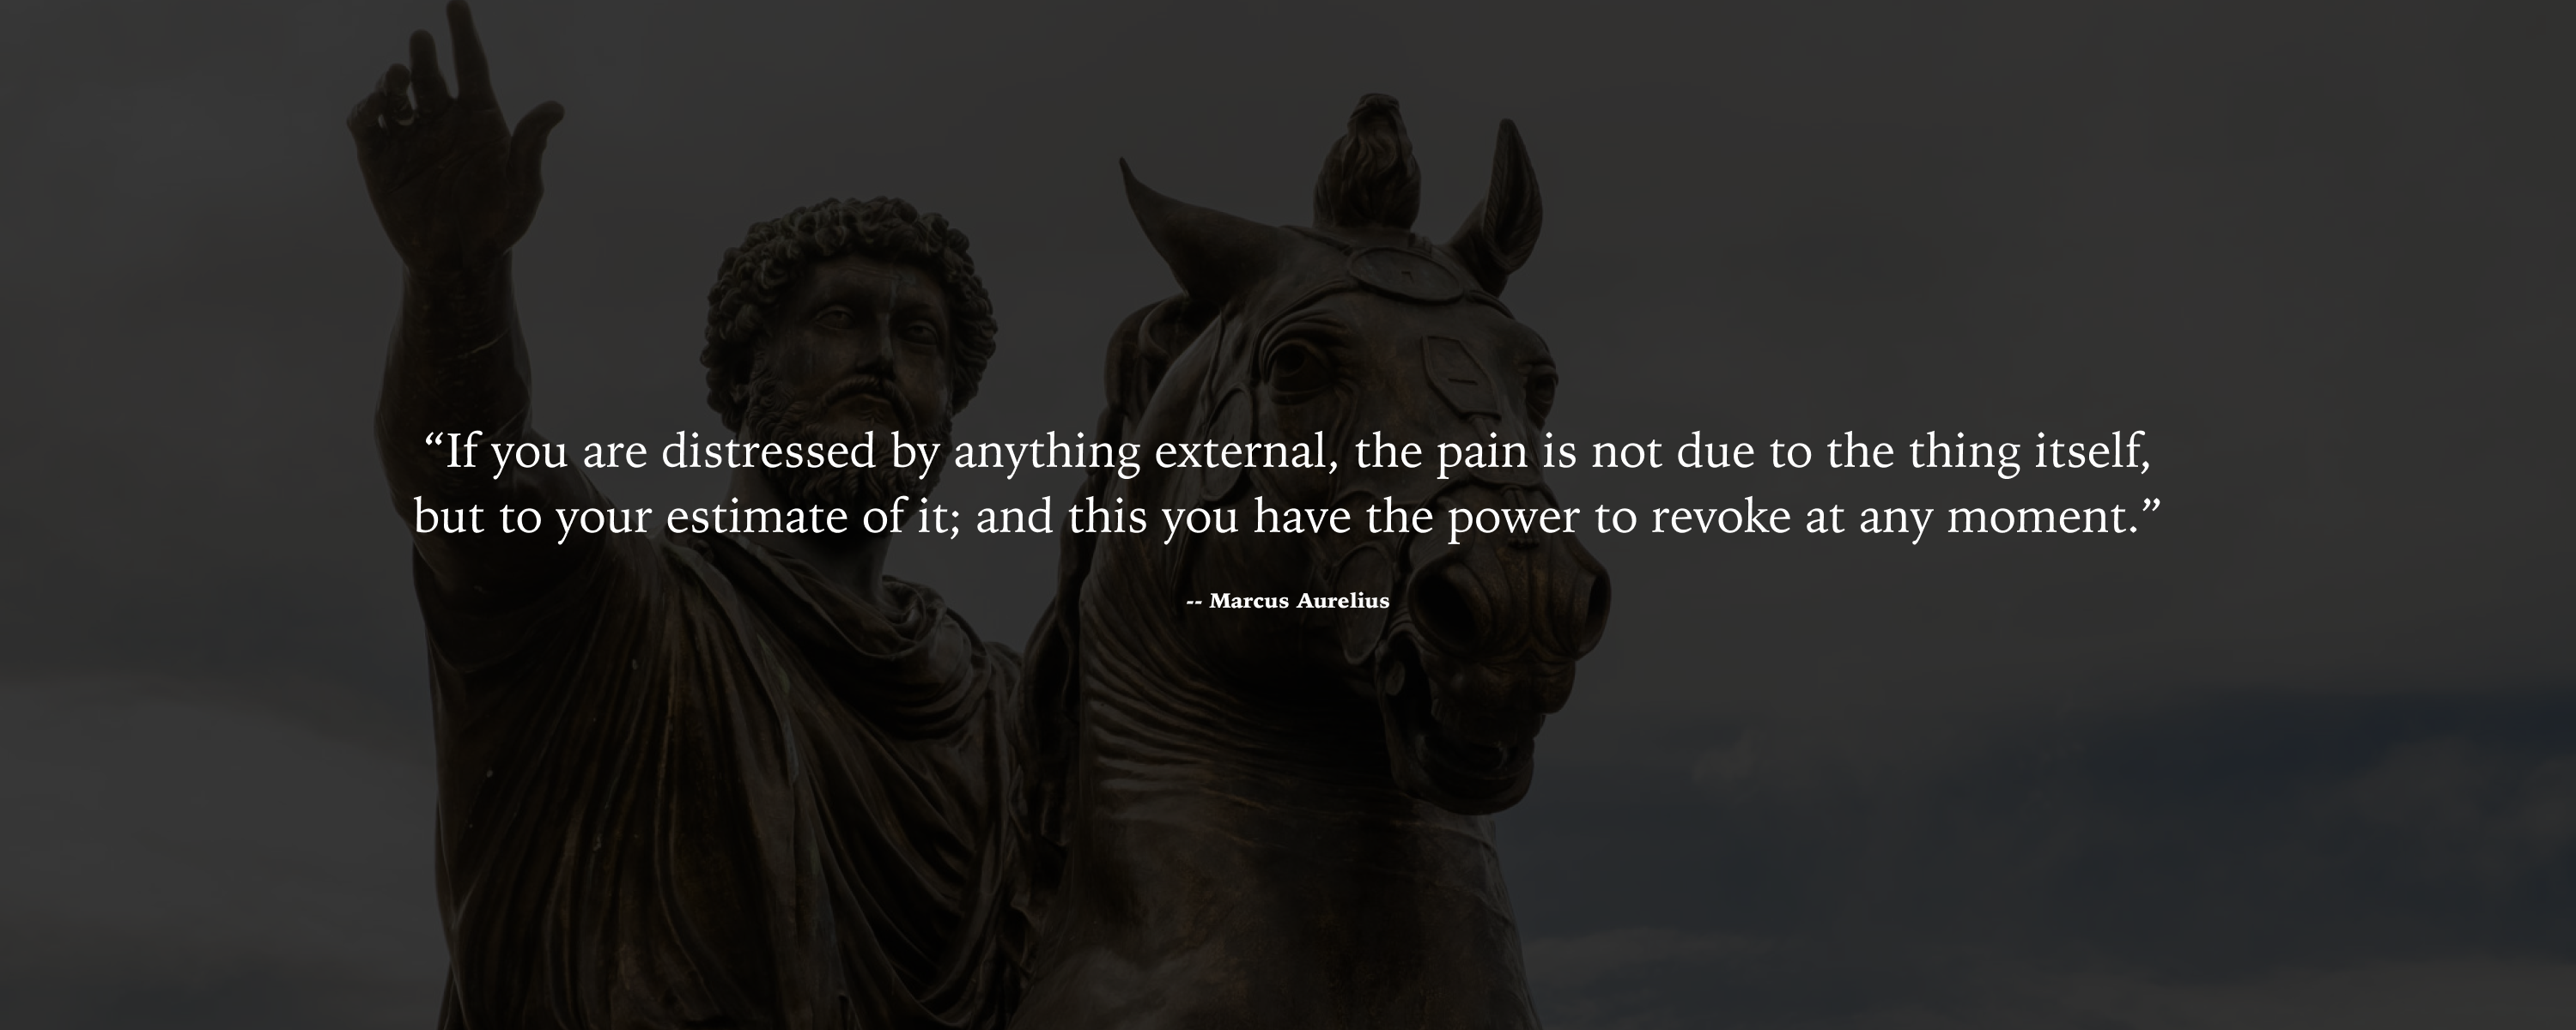 “If you are distressed by anything external, the pain is not due to the thing itself,
but to your estimate of it; and this you have the power to revoke at any moment.”
-- Marcus Aurelius